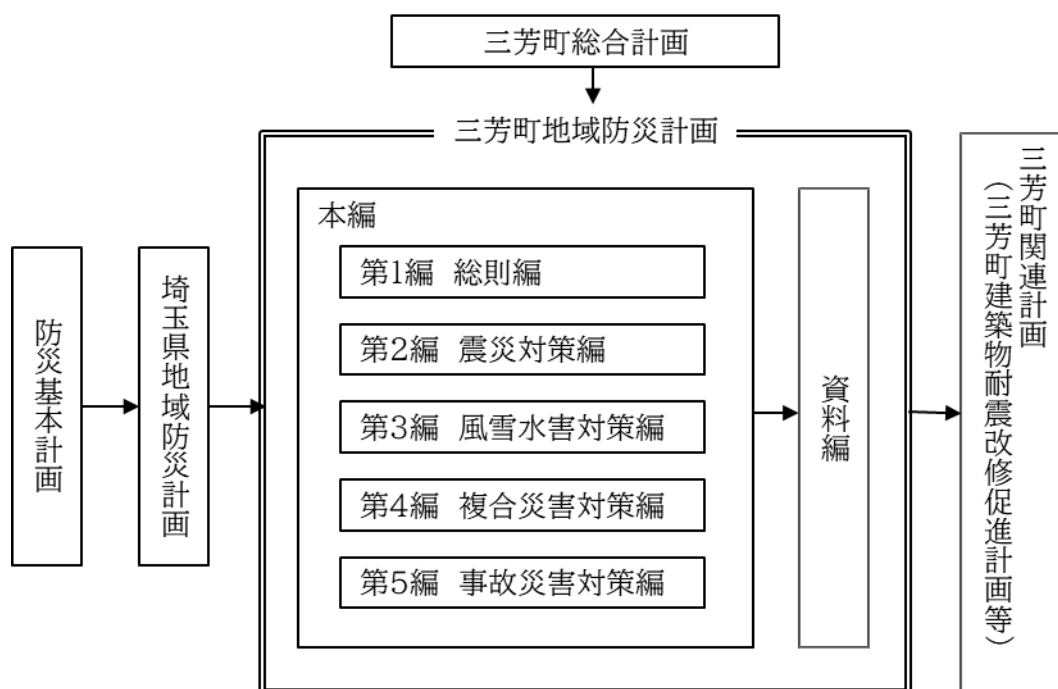 三芳町総合計画
三芳町地域防災計画
防災基本計画
埼玉県地域防災計画
本編
第1編 総則編
第2編 震災対策編
第3編 風雪水害対策編
第4編 複合災害対策編
第5編 事故災害対策編
資料編
三芳町関連計画
（三芳町建築物耐震改修促進計画等）